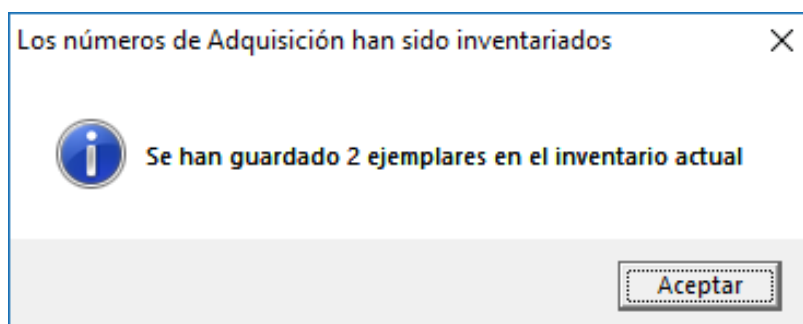 Los números de Adquisición han sido inventariados
Se han guardado 2 ejemplares en el inventario actual
Aceptar